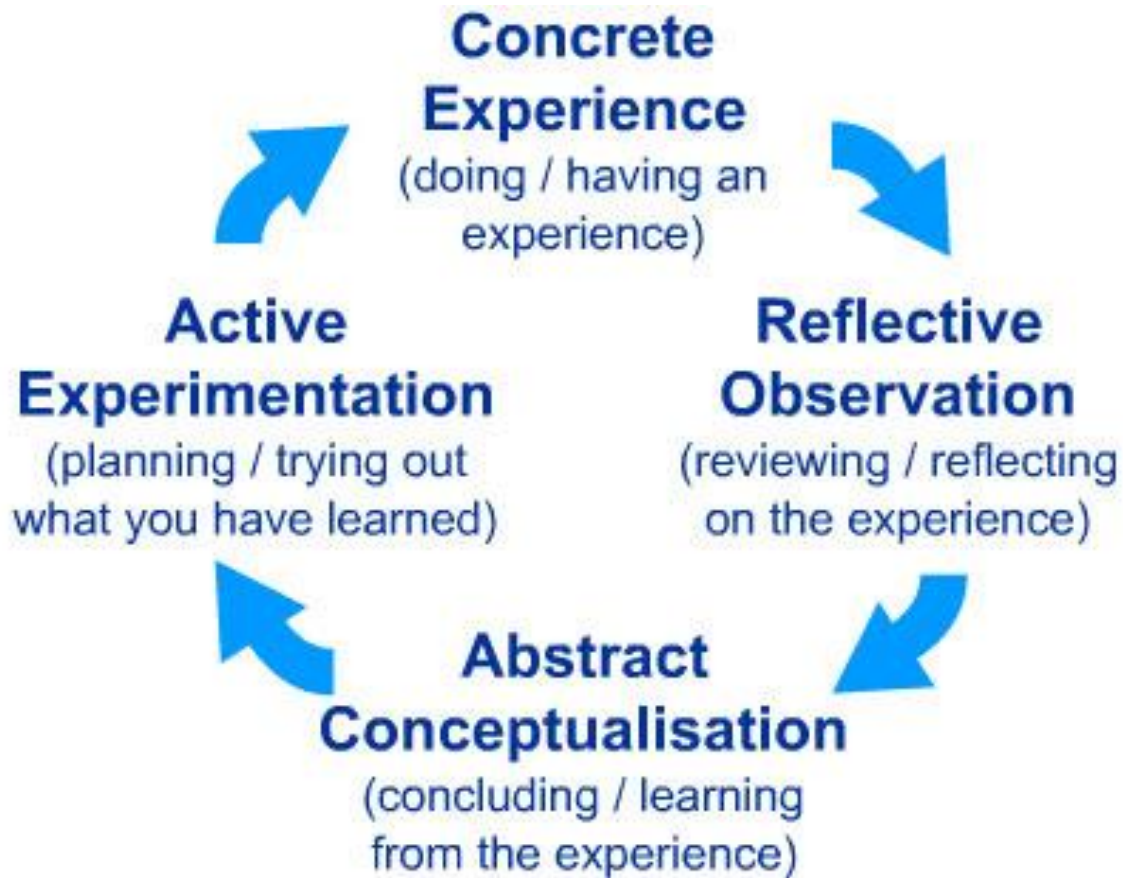 Concrete
Experience
(doing / having an
experience)
Reflective
Observation
(reviewing / reflecting
on the experience)
Abstract
Conceptualisation
(concluding / learning
from the experience)
Active
Experimentation
(planning / trying out
what you have learned)